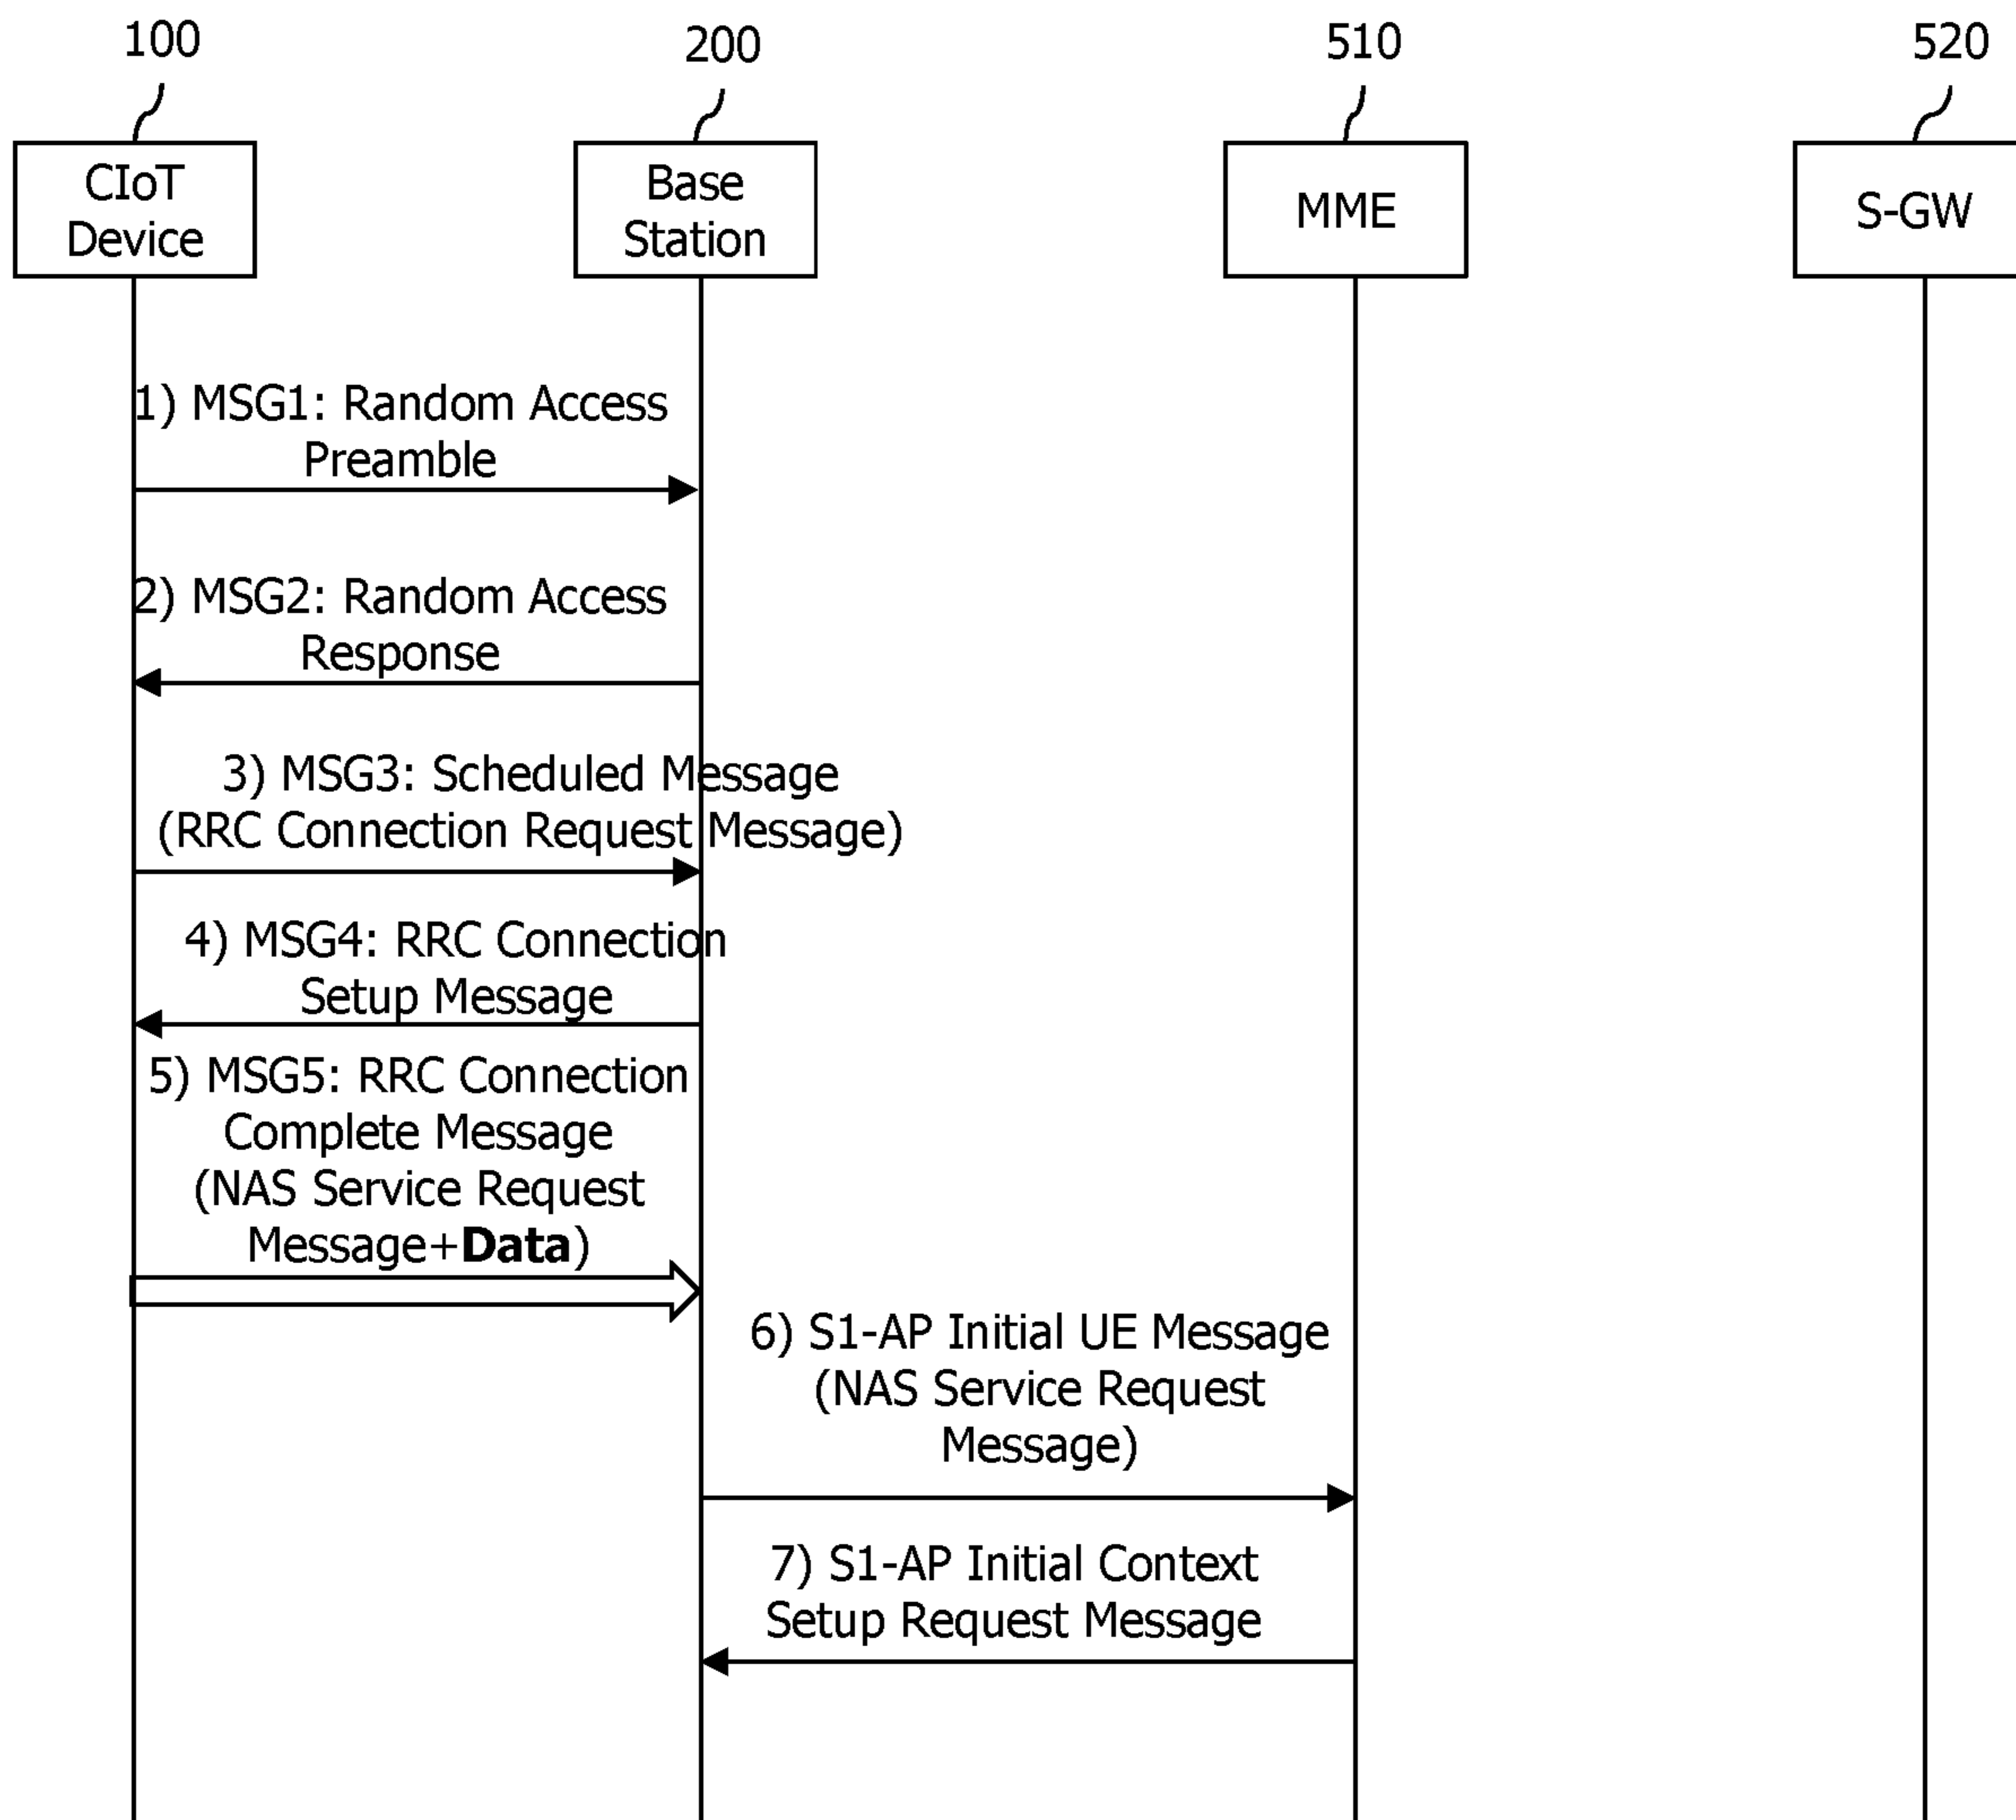 100
200
510
520
CIoT
Device
Base
Station
MME
S-GW
1) MSG1: Random Access
Preamble
2) MSG2: Random Access
Response
3) MSG3: Scheduled Message
(RRC Connection Request Message)
4) MSG4: RRC Connection
Setup Message
5) MSG5: RRC Connection
Complete Message
(NAS Service Request
Message+Data)
6) S1-AP Initial UE Message
(NAS Service Request
Message)
7) S1-AP Initial Context
Setup Request Message